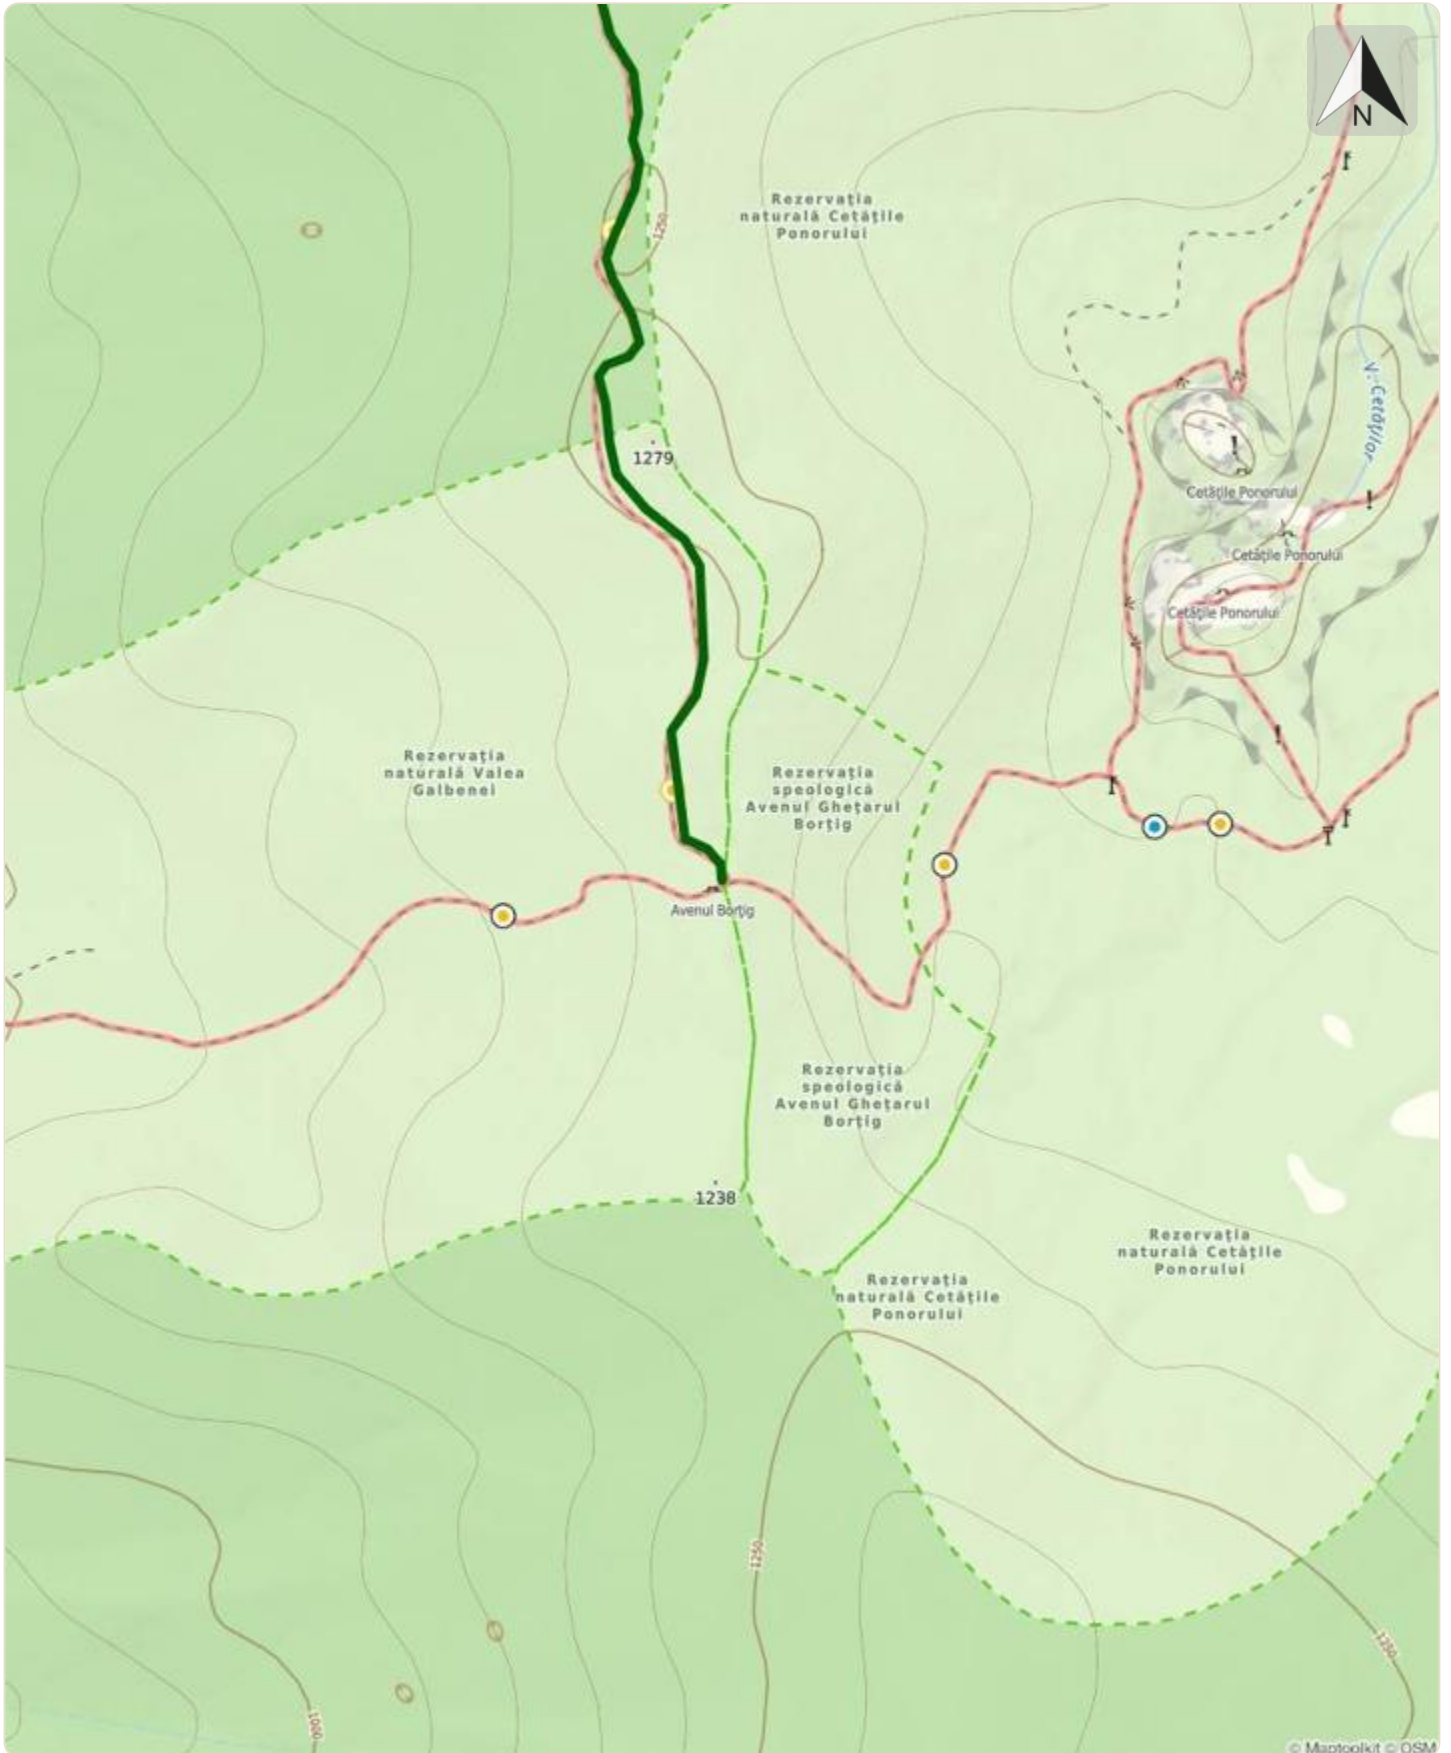 N
Rezervația
naturală Cetățile
Ponorului
1250
V. Cetăților
1279
Cetățile Ponorului
Cetățile Ponorului
Cetățile Ponorului
Rezervația
naturală Valea
Galbenei
Rezervația
speologică
Avenul Ghețarul
Borțig
Avenul Borțig
Rezervația
speologică
Avenul Ghețarul
Borțig
1238
Rezervația
naturală Cetățile
Ponorului
Rezervația
naturală Cetățile
Ponorului
1250
1250
1000
© Maptoolkit © OSM